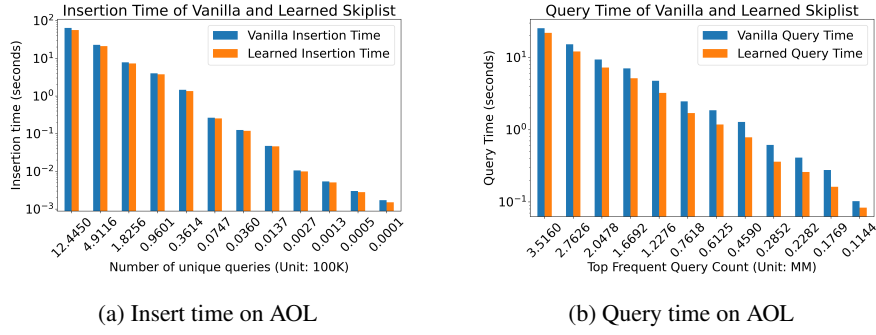 Insertion Time of Vanilla and Learned Skiplist
Vanilla Insertion Time
Learned Insertion Time
Insertion time (seconds)
10^2
10^1
10^0
10^-1
10^-2
10^-3
12.4450 4.9116 1.8256 0.9601 0.3614 0.0747 0.0360 0.0137 0.0027 0.0013 0.0005 0.0001
Number of unique queries (Unit: 100K)
(a) Insert time on AOL
Query Time of Vanilla and Learned Skiplist
Vanilla Query Time
Learned Query Time
Query Time (seconds)
10^1
10^0
10^-1
3.5160 2.7626 2.0478 1.6692 1.2276 0.7618 0.6125 0.4590 0.2852 0.2282 0.1769 0.1144
Top Frequent Query Count (Unit: MM)
(b) Query time on AOL